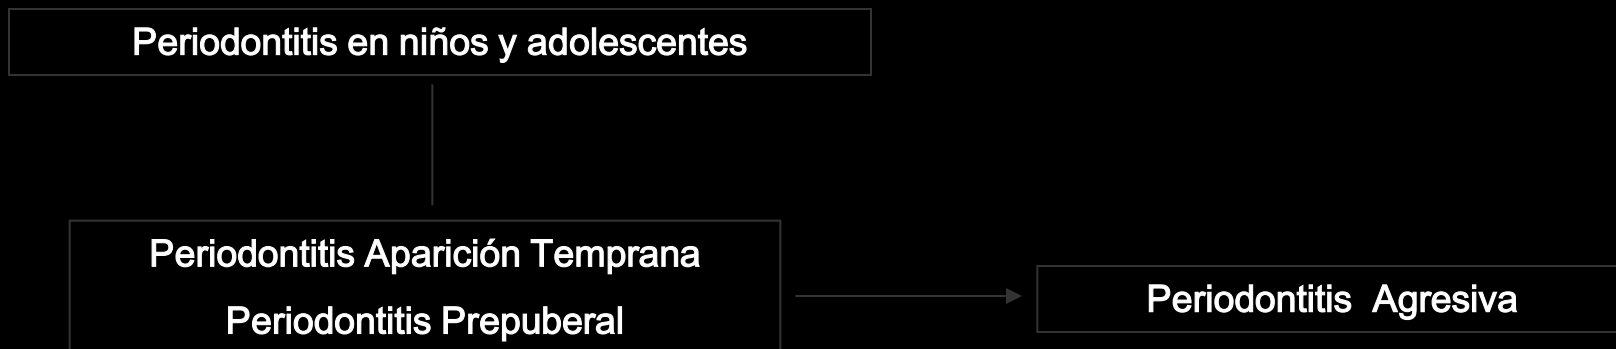 Periodontitis en niños y adolescentes
Periodontitis Aparición Temprana
Periodontitis Prepuberal
Periodontitis Agresiva